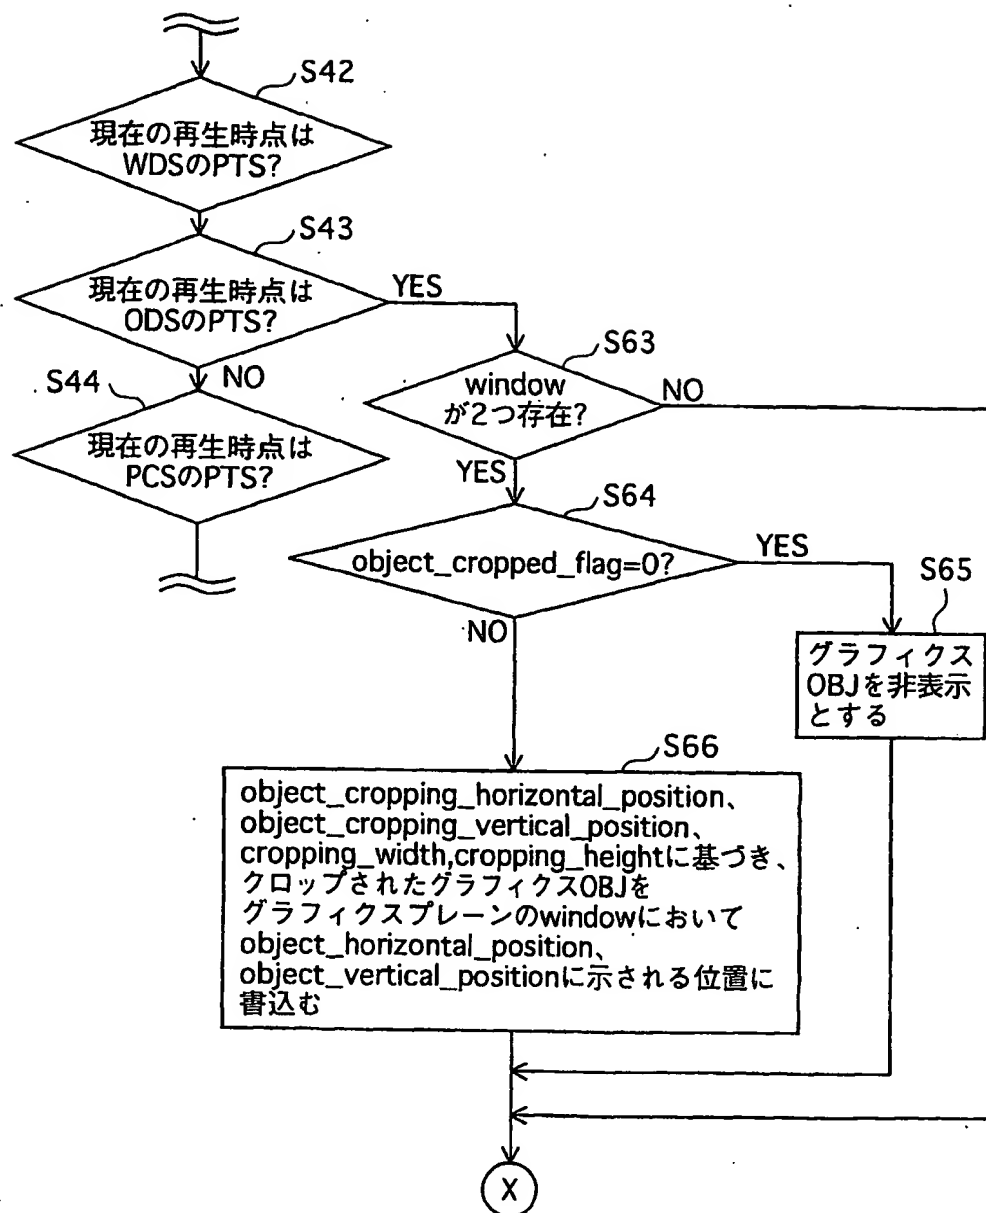 S42
現在の再生時点は
WDSのPTS?
S43
現在の再生時点は
ODSのPTS?
YES
NO
S44
現在の再生時点は
PCSのPTS?
S63
window
が2つ存在?
NO
YES
S64
object_cropped_flag=0?
YES
NO
S65
グラフィクス
OBJを非表示
とする
S66
object_cropping_horizontal_position、
object_cropping_vertical_position、
cropping_width,cropping_heightに基づき、
クロップされたグラフィクスOBJを
グラフィクスプレーンのwindowにおいて
object_horizontal_position、
object_vertical_positionに示される位置に
書込む
X